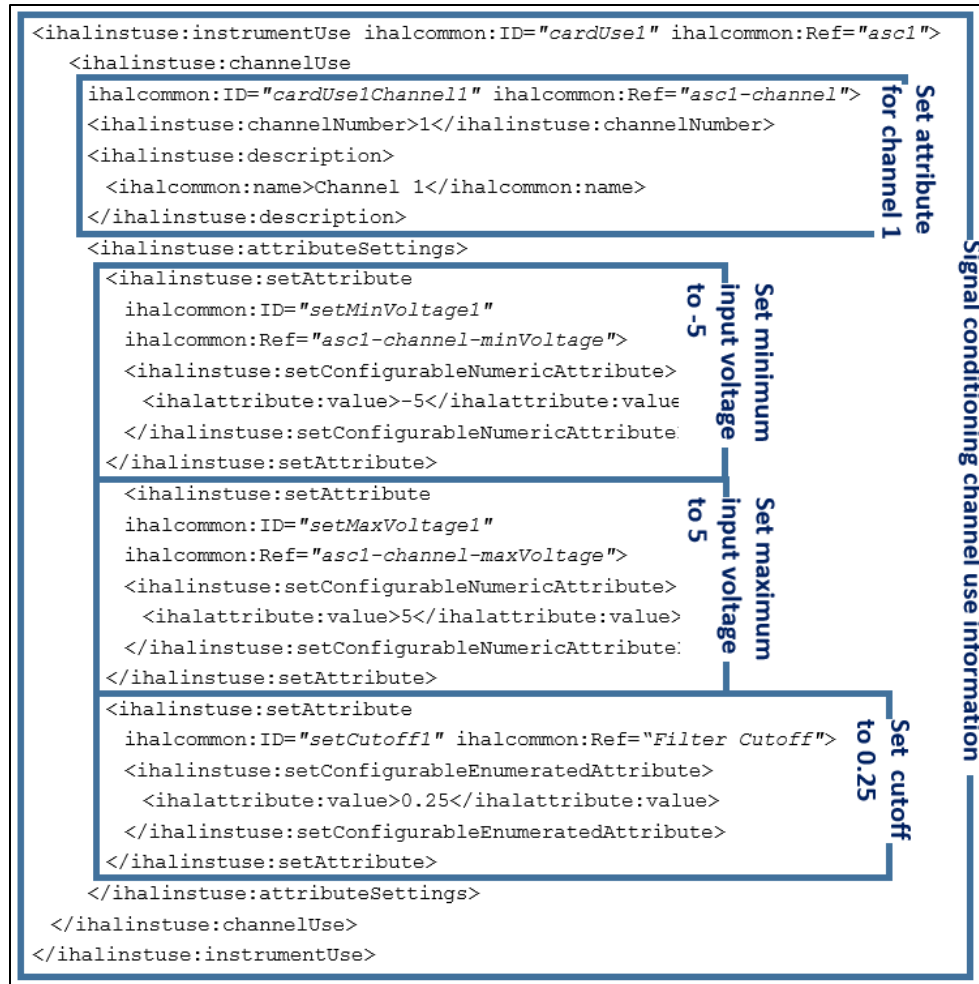 <ihalinstuse:instrumentUse ihalcommon:ID="cardUse1" ihalcommon:Ref="asc1">
<ihalinstuse:channelUse
ihalcommon:ID="cardUse1Channel1" ihalcommon:Ref="asc1-channel">
<ihalinstuse:channelNumber>1</ihalinstuse:channelNumber>
<ihalinstuse:description>
<ihalcommon:name>Channel 1</ihalcommon:name>
</ihalinstuse:description>
Set attribute
for channel 1
<ihalinstuse:attributeSettings>
<ihalinstuse:setAttribute
ihalcommon:ID="setMinVoltage1"
ihalcommon:Ref="asc1-channel-minVoltage">
<ihalinstuse:setConfigurableNumericAttribute>
<ihalattribute:value>-5</ihalattribute:value
</ihalinstuse:setConfigurableNumericAttribute
</ihalinstuse:setAttribute>
Set minimum
input voltage
to -5
<ihalinstuse:setAttribute
ihalcommon:ID="setMaxVoltage1"
ihalcommon:Ref="asc1-channel-maxVoltage">
<ihalinstuse:setConfigurableNumericAttribute>
<ihalattribute:value>5</ihalattribute:value>
</ihalinstuse:setConfigurableNumericAttribute
</ihalinstuse:setAttribute>
Set maximum
input voltage
to 5
<ihalinstuse:setAttribute
ihalcommon:ID="setCutoff1" ihalcommon:Ref=“Filter Cutoff">
<ihalinstuse:setConfigurableEnumeratedAttribute>
<ihalattribute:value>0.25</ihalattribute:value>
</ihalinstuse:setConfigurableEnumeratedAttribute>
</ihalinstuse:setAttribute>
Set cutoff
to 0.25
</ihalinstuse:attributeSettings>
</ihalinstuse:channelUse>
</ihalinstuse:instrumentUse>
Signal conditioning channel use information